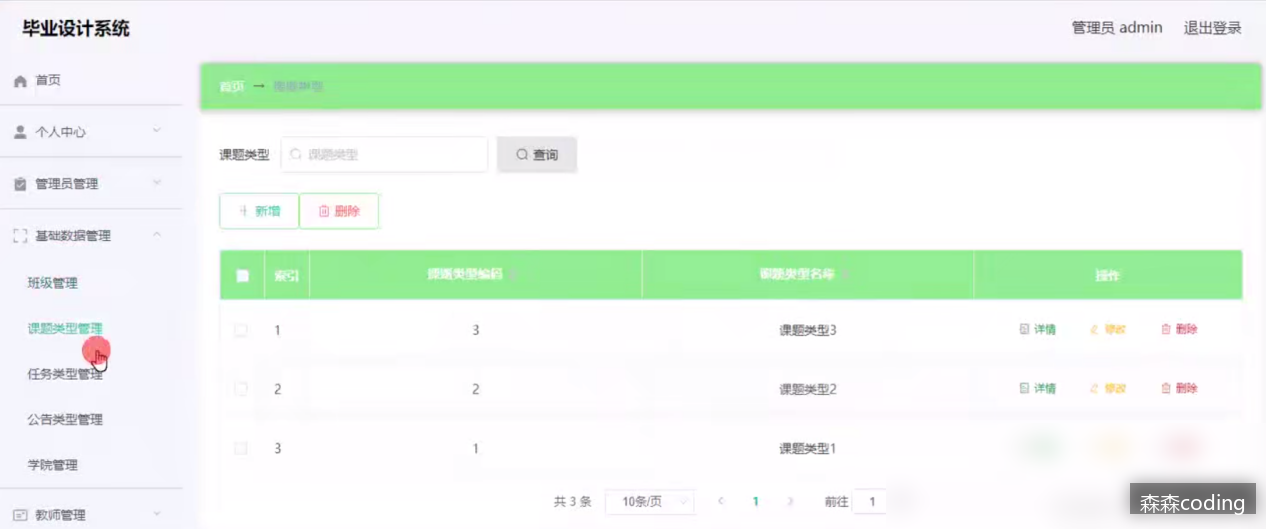 毕业设计系统
管理员 admin 退出登录
首页
个人中心
管理员管理
基础数据管理
班级管理
课题类型管理
任务类型管理
公告类型管理
学院管理
教师管理
首页 → 课题类型
课题类型 课题类型 查询
新增 删除
索引 课题类型编码 课题类型名称 操作
1 3 课题类型3 详情 修改 删除
2 2 课题类型2 详情 修改 删除
3 1 课题类型1
共 3 条 10条/页 1 前往 1
森森coding